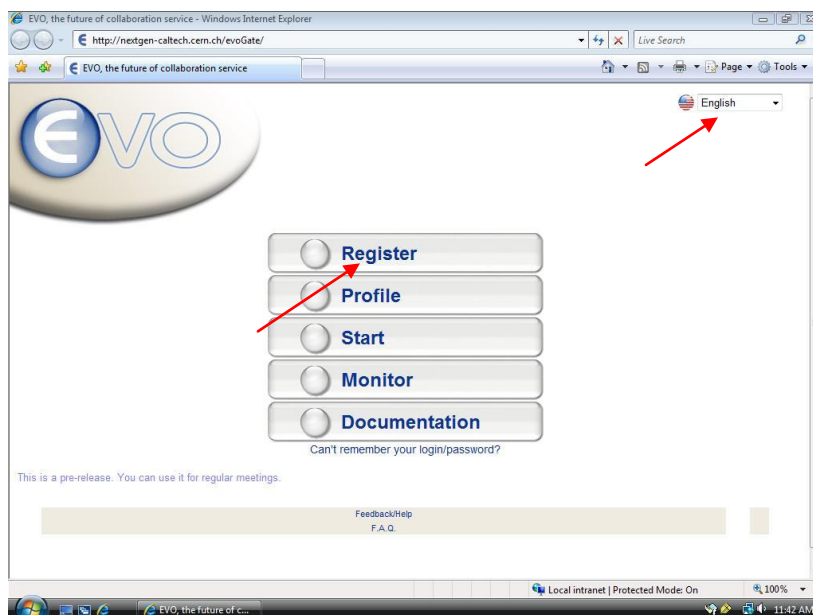 EVO, the future of collaboration service - Windows Internet Explorer
http://nextgen-caltech.cern.ch/evoGate/
Live Search
EVO, the future of collaboration service
Page
Tools
English
EVO
Register
Profile
Start
Monitor
Documentation
Can't remember your login/password?
This is a pre-release. You can use it for regular meetings.
Feedback/Help
F.A.Q.
Local intranet | Protected Mode: On
100%
EVO, the future of c...
11:42 AM